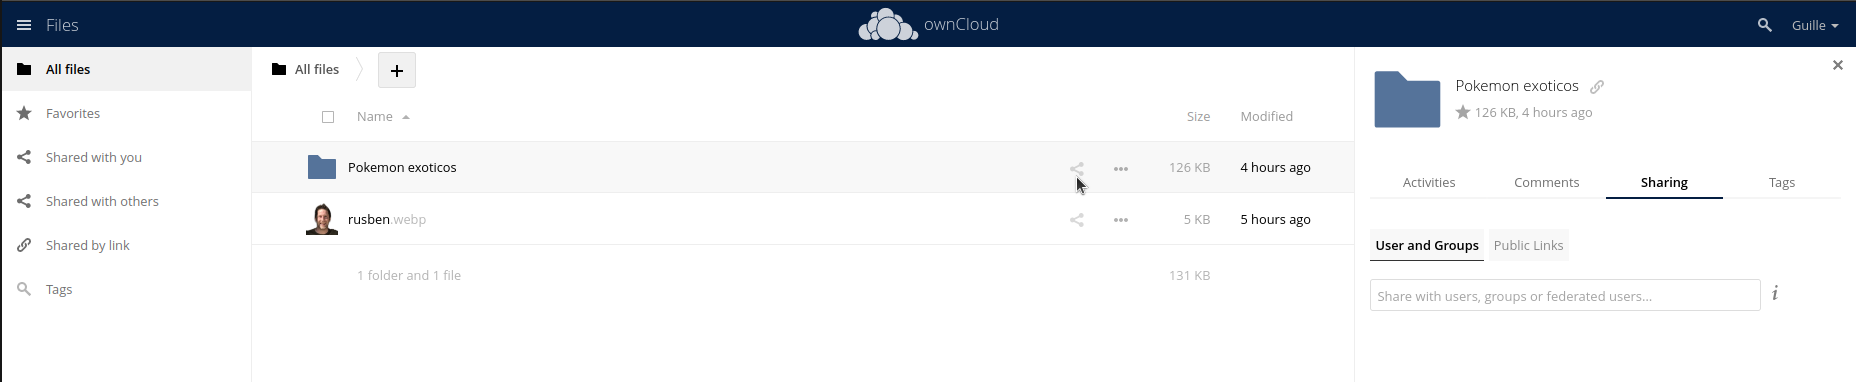 Files
ownCloud
Guille
All files
Favorites
Shared with you
Shared with others
Shared by link
Tags
All files
+
Name
Size
Modified
Pokemon exoticos
126 KB
4 hours ago
rusben.webp
5 KB
5 hours ago
1 folder and 1 file
131 KB
Pokemon exoticos
126 KB, 4 hours ago
Activities
Comments
Sharing
Tags
User and Groups
Public Links
Share with users, groups or federated users...
i